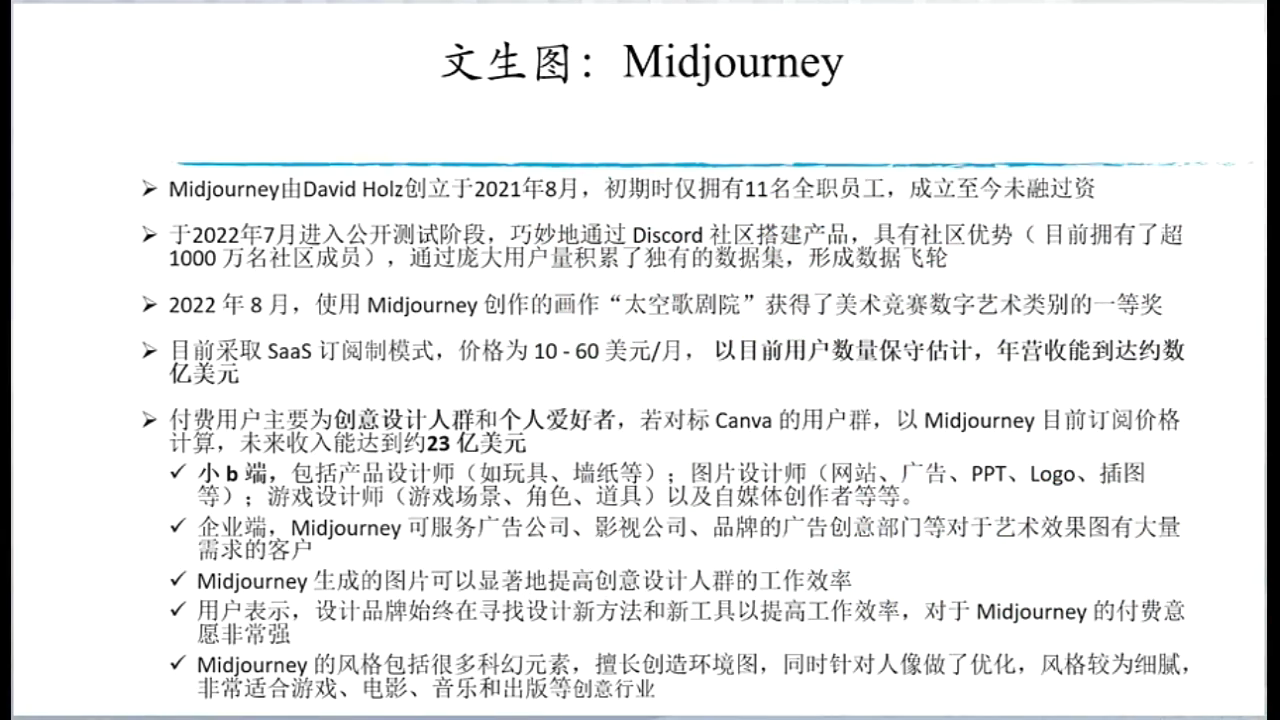 文生图：Midjourney
➢ Midjourney由David Holz创立于2021年8月，初期时仅拥有11名全职员工，成立至今未融过资
➢ 于2022年7月进入公开测试阶段，巧妙地通过 Discord 社区搭建产品，具有社区优势（ 目前拥有了超
1000 万名社区成员），通过庞大用户量积累了独有的数据集，形成数据飞轮
➢ 2022 年 8 月，使用 Midjourney 创作的画作“太空歌剧院”获得了美术竞赛数字艺术类别的一等奖
➢ 目前采取 SaaS 订阅制模式，价格为 10 - 60 美元/月， 以目前用户数量保守估计，年营收能到达约数
亿美元
➢ 付费用户主要为创意设计人群和个人爱好者，若对标 Canva 的用户群，以 Midjourney 目前订阅价格
计算，未来收入能达到约23 亿美元
✓ 小 b 端，包括产品设计师（如玩具、墙纸等）；图片设计师（网站、广告、PPT、Logo、插图
等）；游戏设计师（游戏场景、角色、道具）以及自媒体创作者等等。
✓ 企业端，Midjourney 可服务广告公司、影视公司、品牌的广告创意部门等对于艺术效果图有大量
需求的客户
✓ Midjourney 生成的图片可以显著地提高创意设计人群的工作效率
✓ 用户表示，设计品牌始终在寻找设计新方法和新工具以提高工作效率，对于 Midjourney 的付费意
愿非常强
✓ Midjourney 的风格包括很多科幻元素，擅长创造环境图，同时针对人像做了优化，风格较为细腻，
非常适合游戏、电影、音乐和出版等创意行业